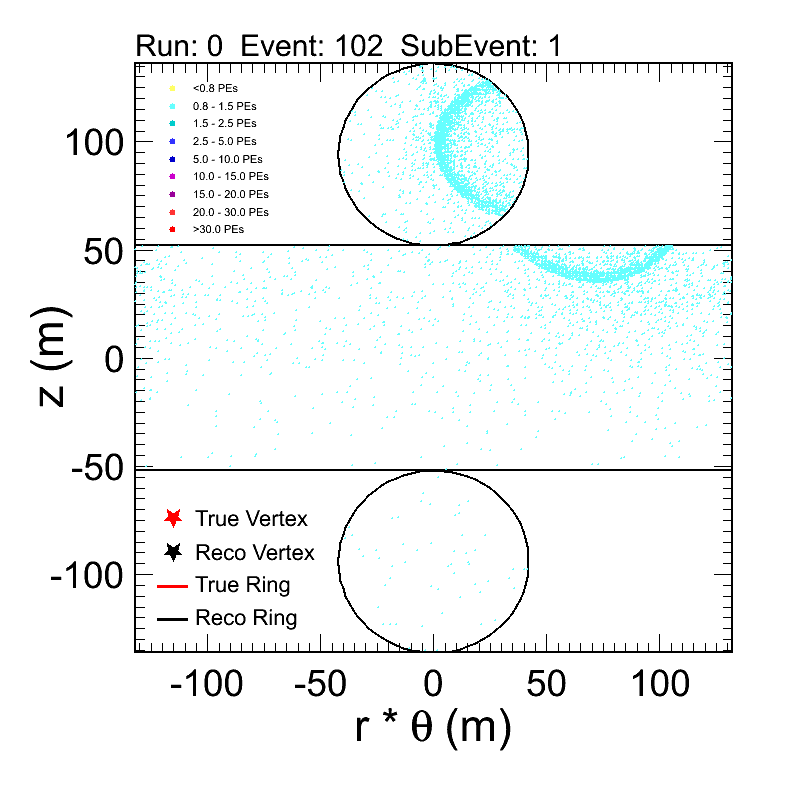 Run: 0  Event: 102  SubEvent: 1
<0.8 PEs
0.8 - 1.5 PEs
1.5 - 2.5 PEs
2.5 - 5.0 PEs
5.0 - 10.0 PEs
10.0 - 15.0 PEs
15.0 - 20.0 PEs
20.0 - 30.0 PEs
>30.0 PEs
100
50
0
-50
-100
z (m)
True Vertex
Reco Vertex
True Ring
Reco Ring
-100 -50 0 50 100
r * θ (m)